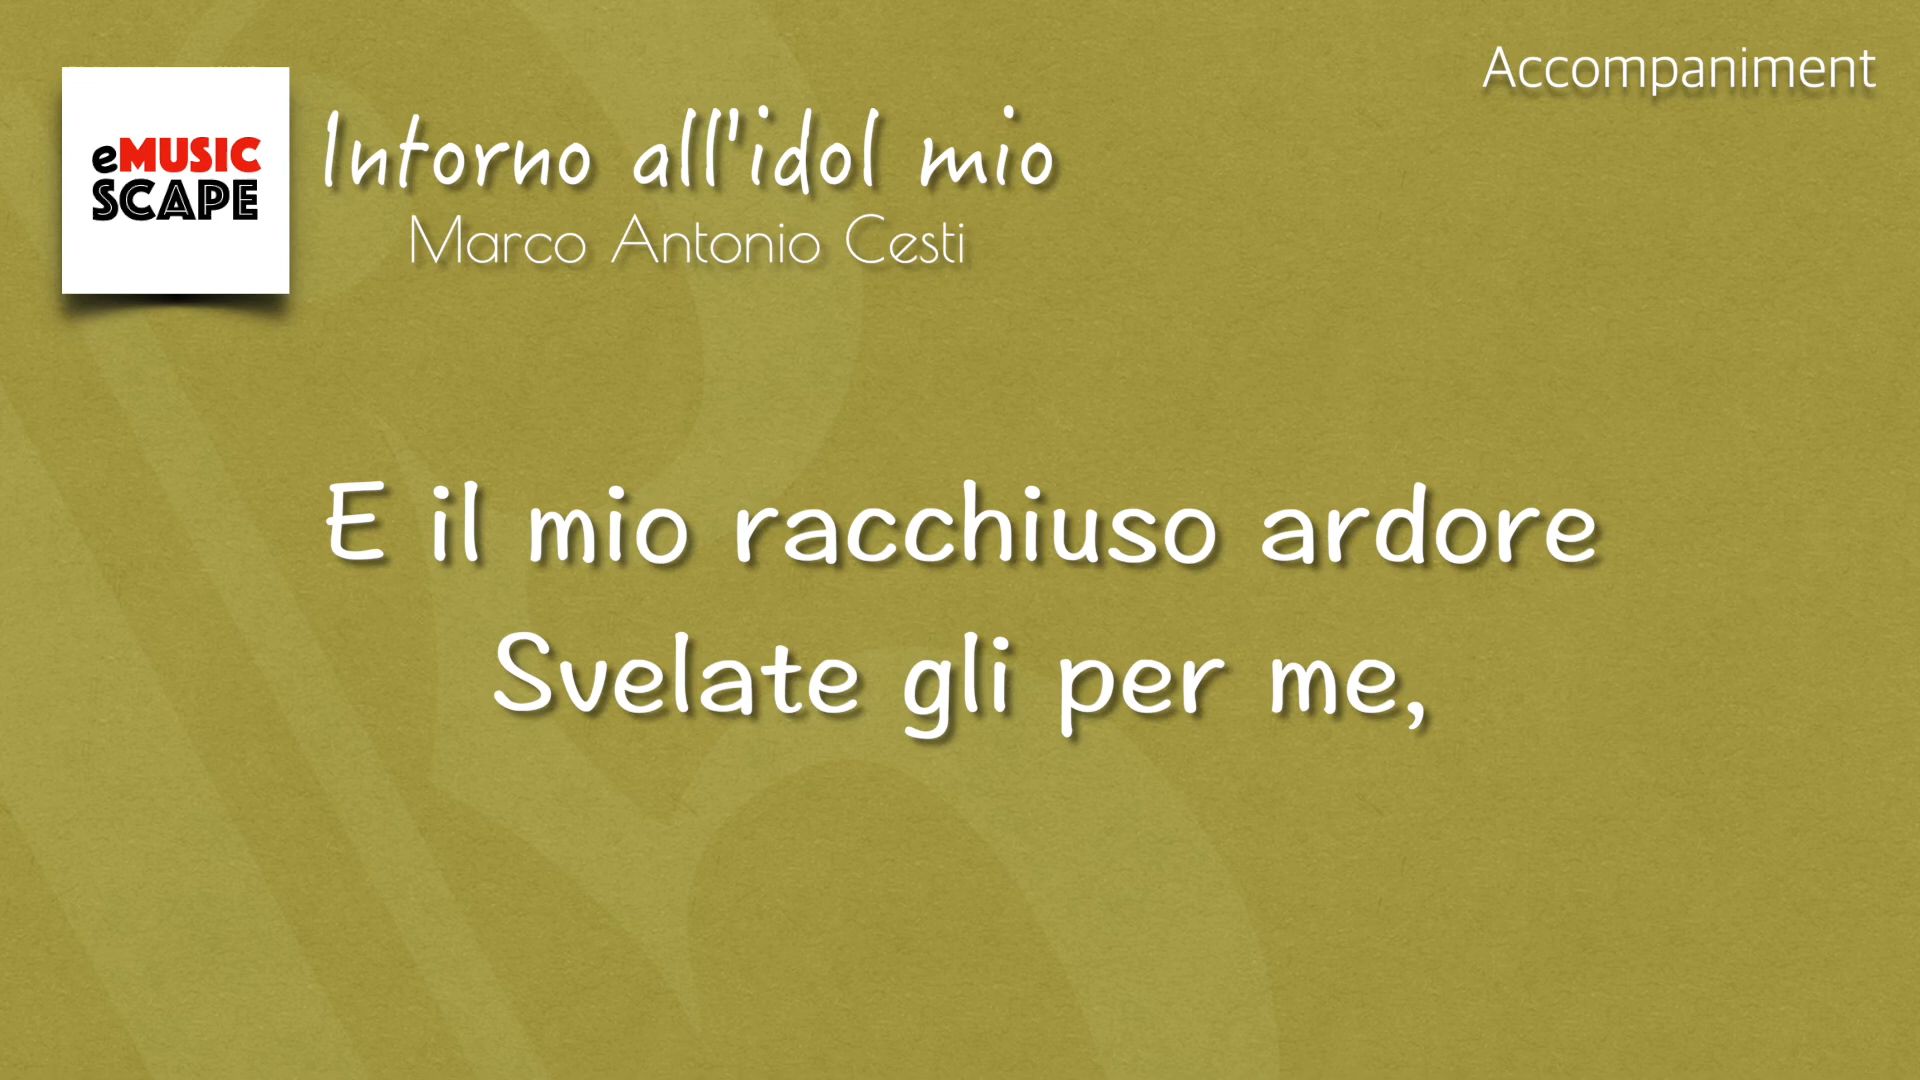 Accompaniment
eMUSIC
SCAPE
Intorno all'idol mio
Marco Antonio Cesti
E il mio racchiuso ardore
Svelate gli per me,